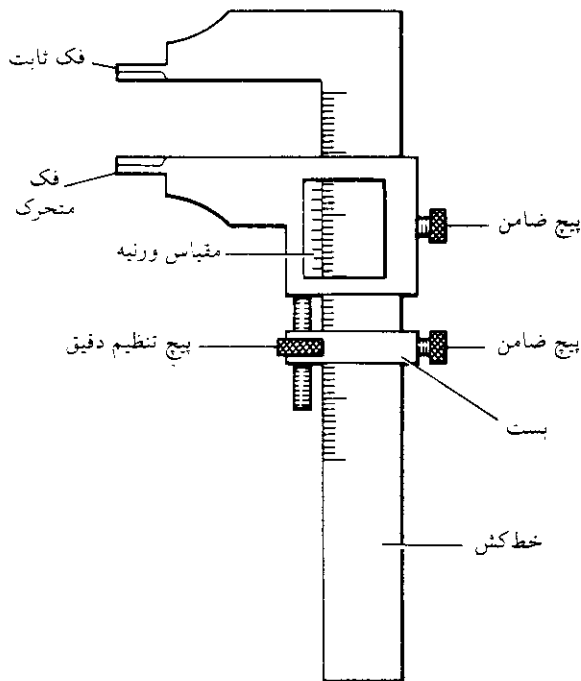 فک ثابت
فک
متحرک
پیچ ضامن
مقیاس ورنیه
پیچ تنظیم دقیق
پیچ ضامن
بست
خط‌کش